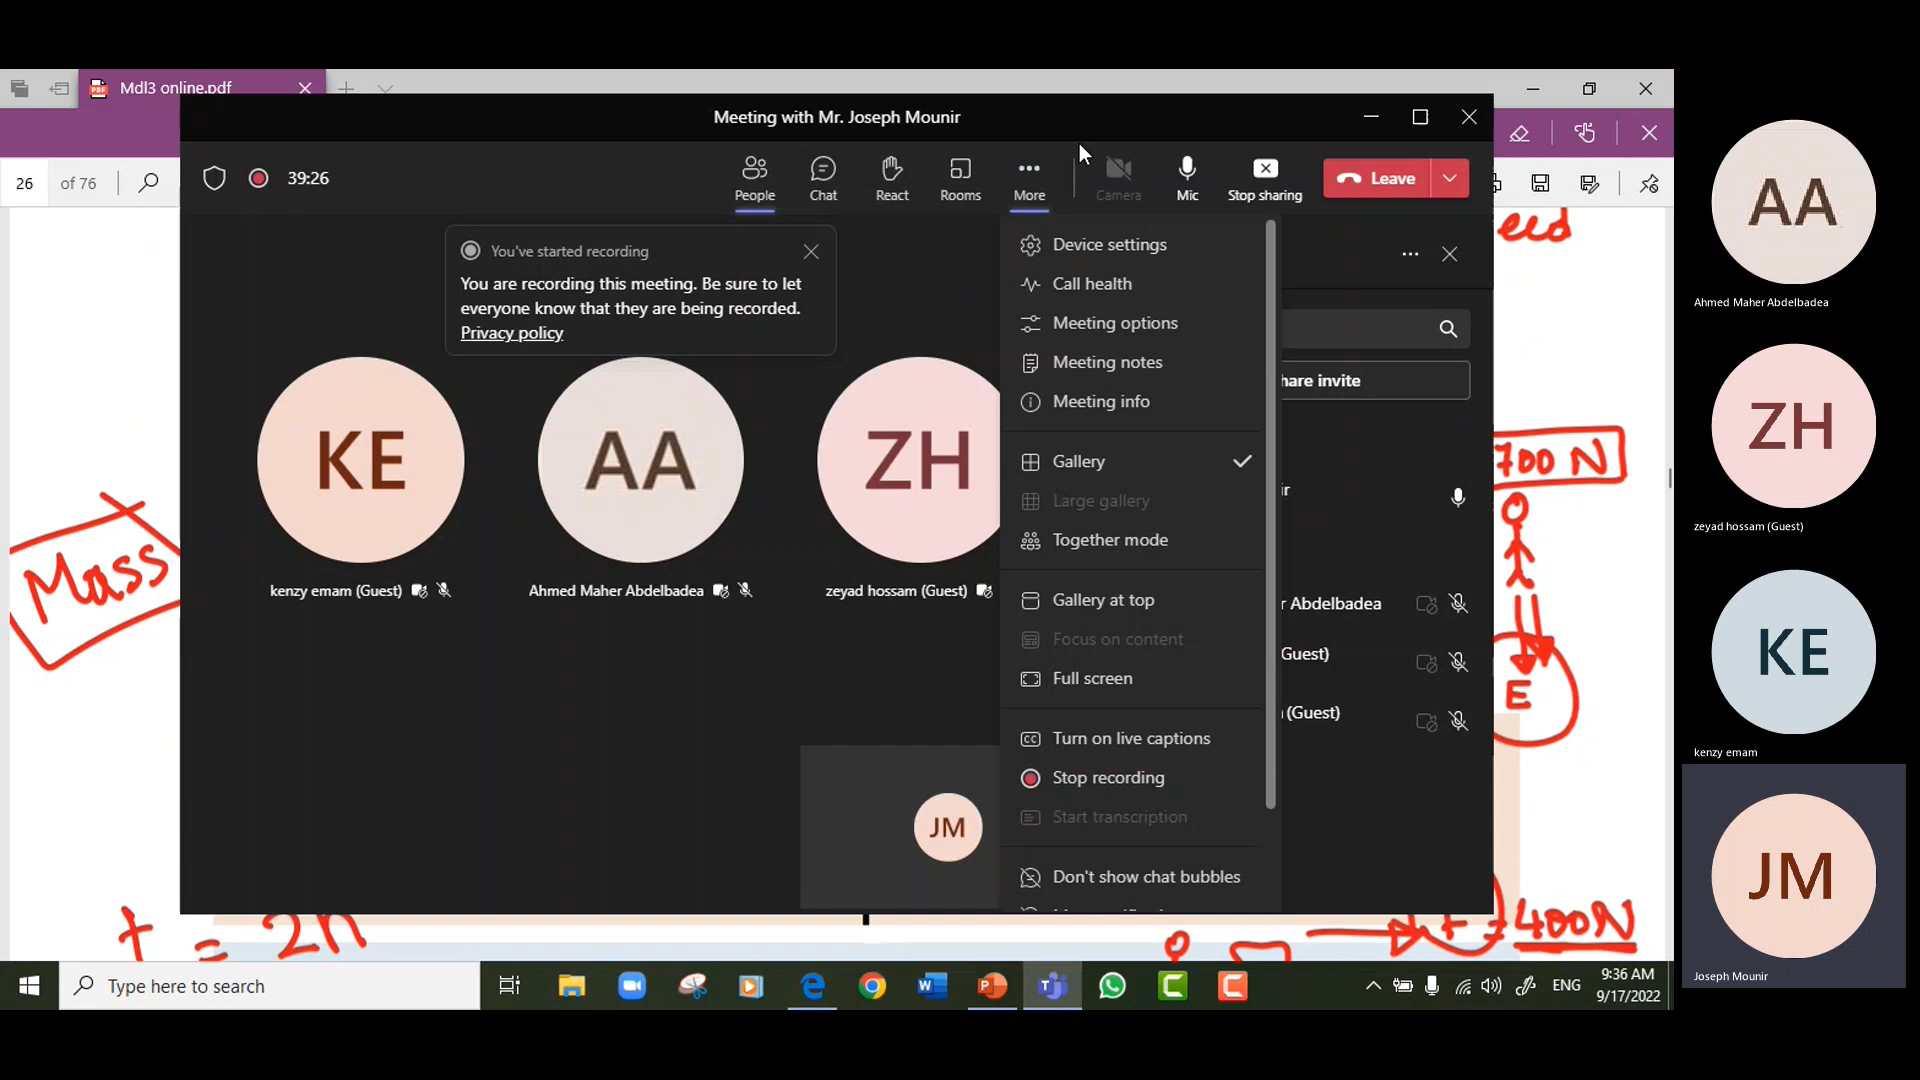 Mdl3 online.pdf
Meeting with Mr. Joseph Mounir
26 of 76
39:26
People
Chat
React
Rooms
More
Camera
Mic
Stop sharing
Leave
You've started recording
You are recording this meeting. Be sure to let
everyone know that they are being recorded.
Privacy policy
Device settings
Call health
Meeting options
Meeting notes
Meeting info
Gallery
Large gallery
Together mode
Gallery at top
Focus on content
Full screen
CC Turn on live captions
Stop recording
Start transcription
Don't show chat bubbles
hare invite
ir
r Abdelbadea
Guest)
(Guest)
KE
kenzy emam (Guest)
AA
Ahmed Maher Abdelbadea
ZH
zeyad hossam (Guest)
JM
eed
700 N
E
Mass
t = 2h
400N
AA
Ahmed Maher Abdelbadea
ZH
zeyad hossam (Guest)
KE
kenzy emam
JM
Joseph Mounir
Type here to search
ENG
9:36 AM
9/17/2022